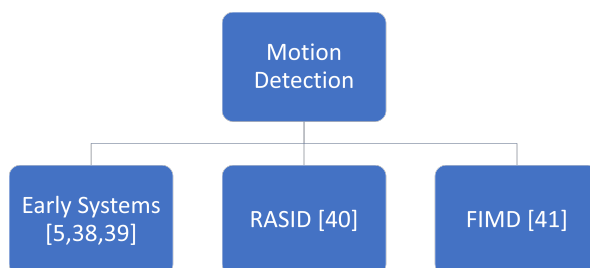 Motion
Detection
Early Systems
[5,38,39]
RASID [40]
FIMD [41]